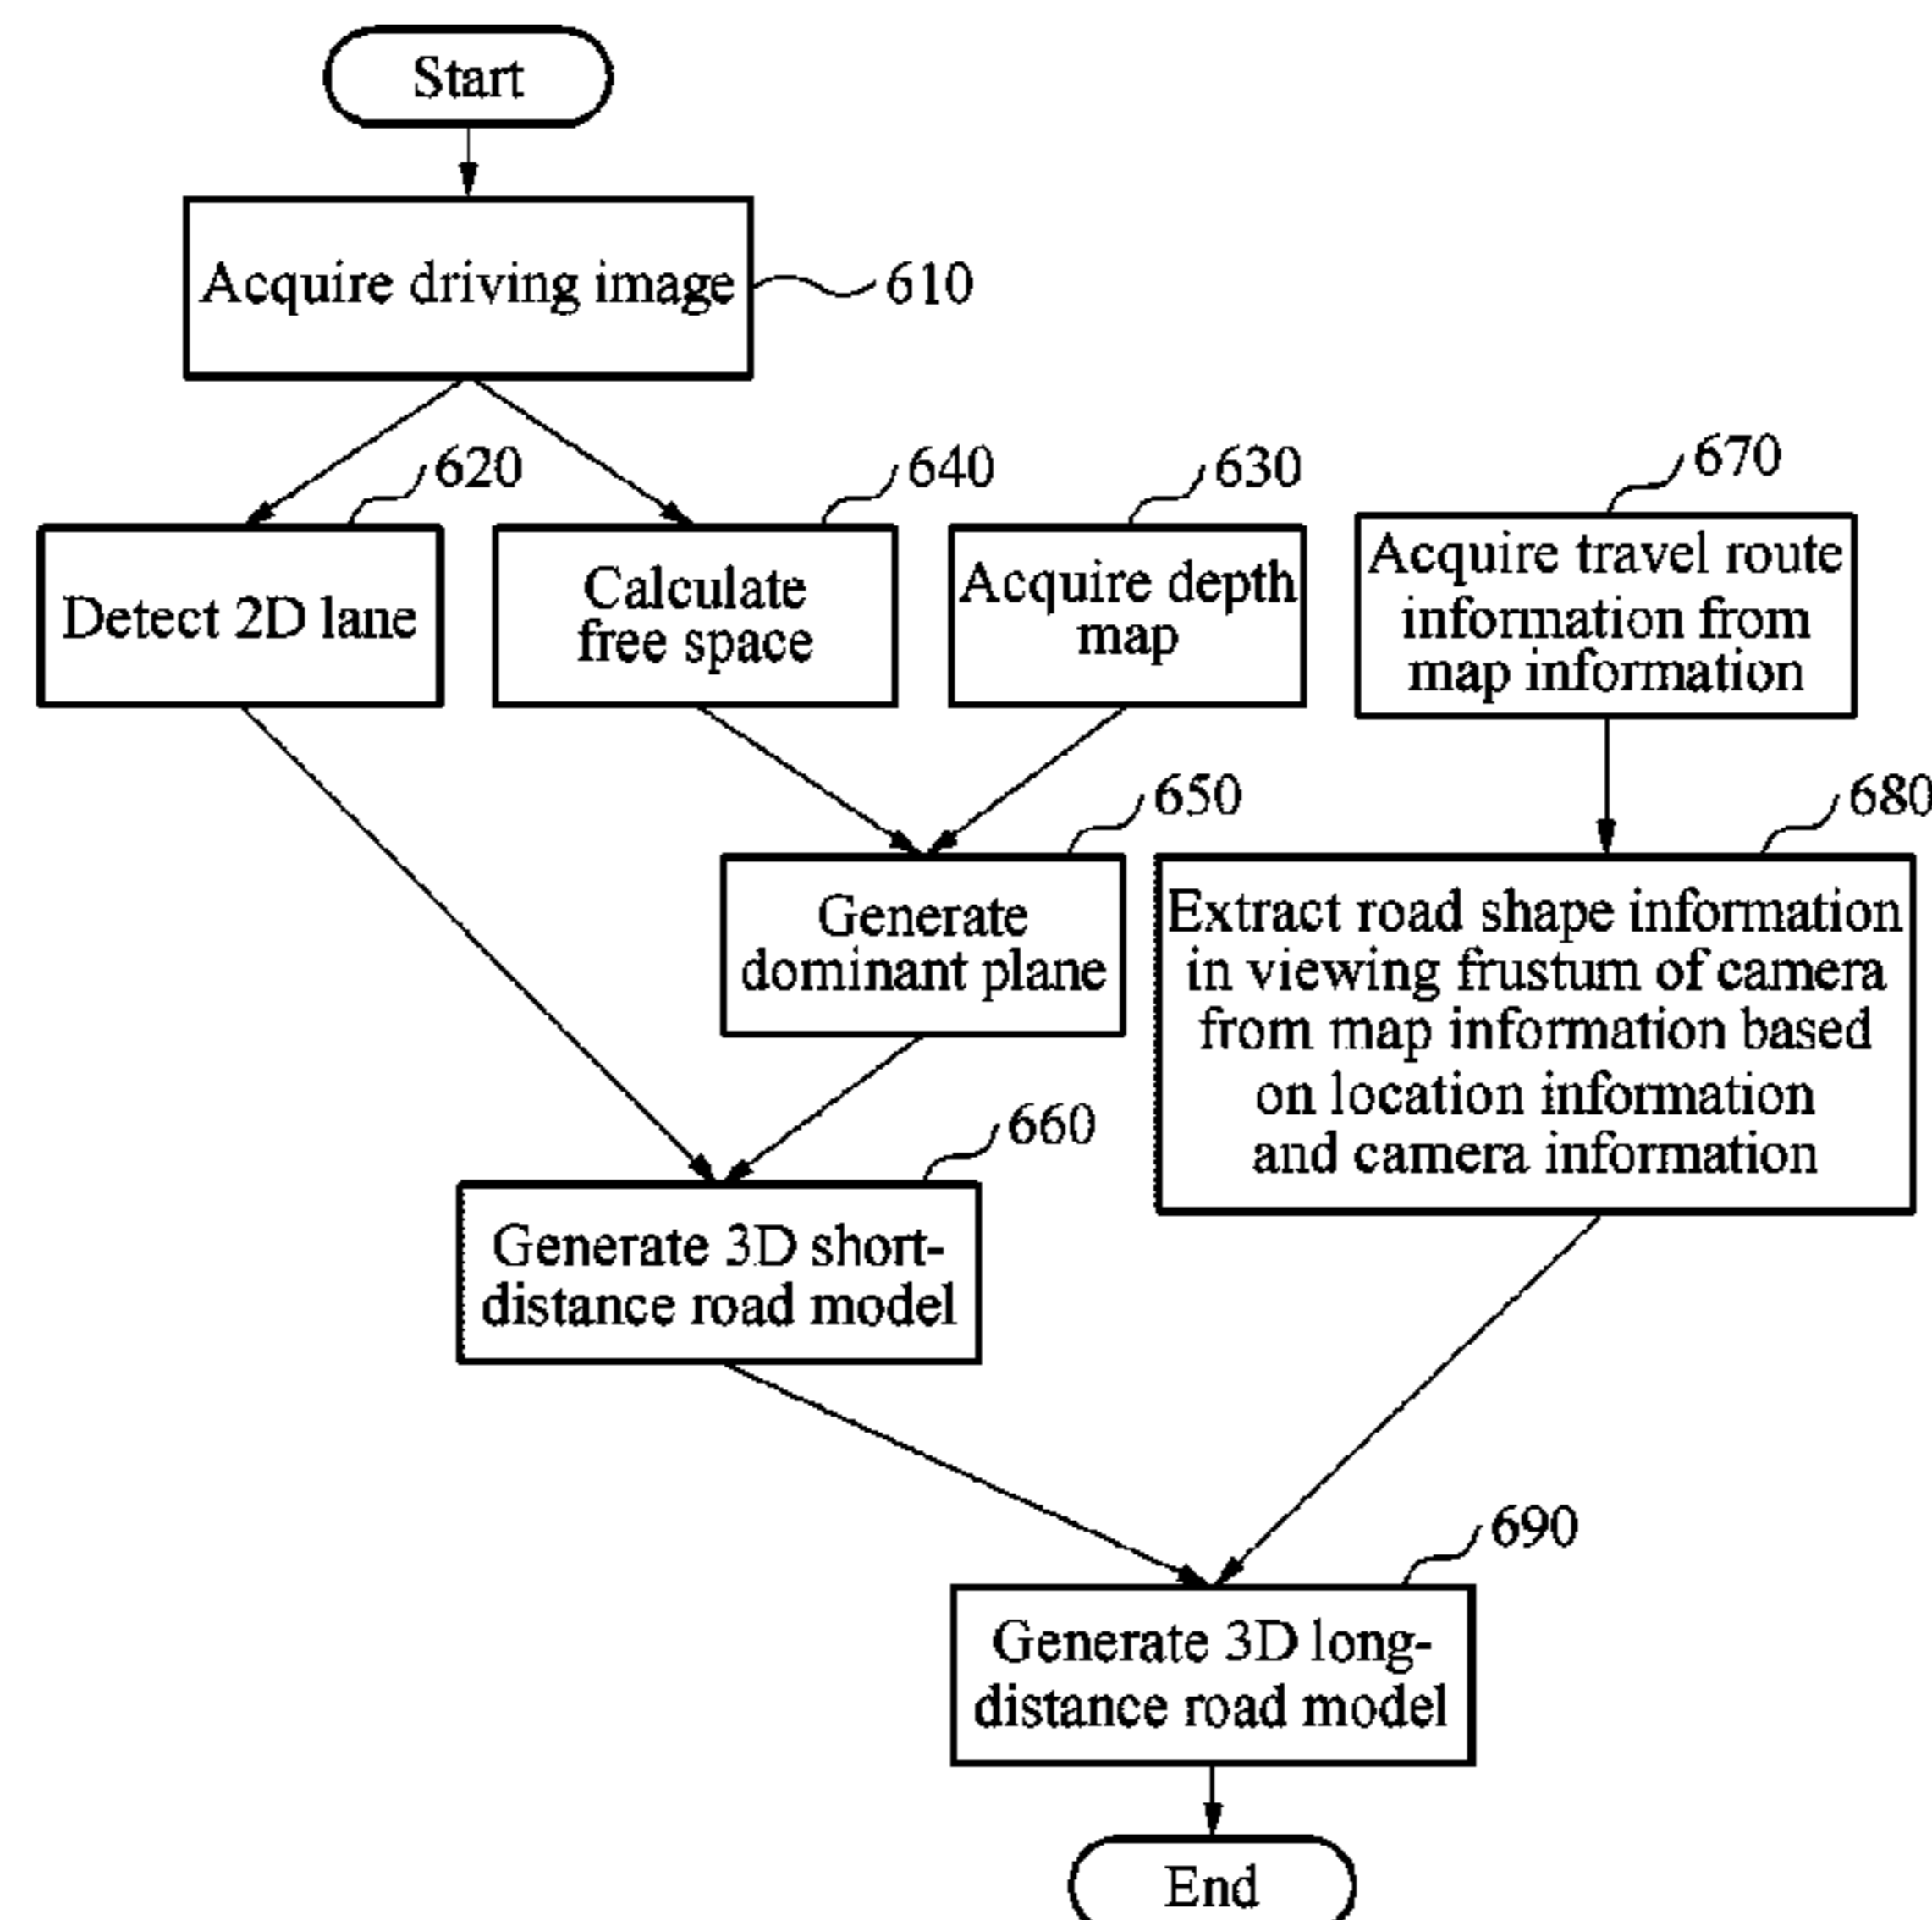 Start
Acquire driving image
610
620
640
630
670
Detect 2D lane
Calculate
free space
Acquire depth
map
Acquire travel route
information from
map information
650
680
Generate
dominant plane
Extract road shape information
in viewing frustum of camera
from map information based
on location information
and camera information
660
Generate 3D short-
distance road model
690
Generate 3D long-
distance road model
End